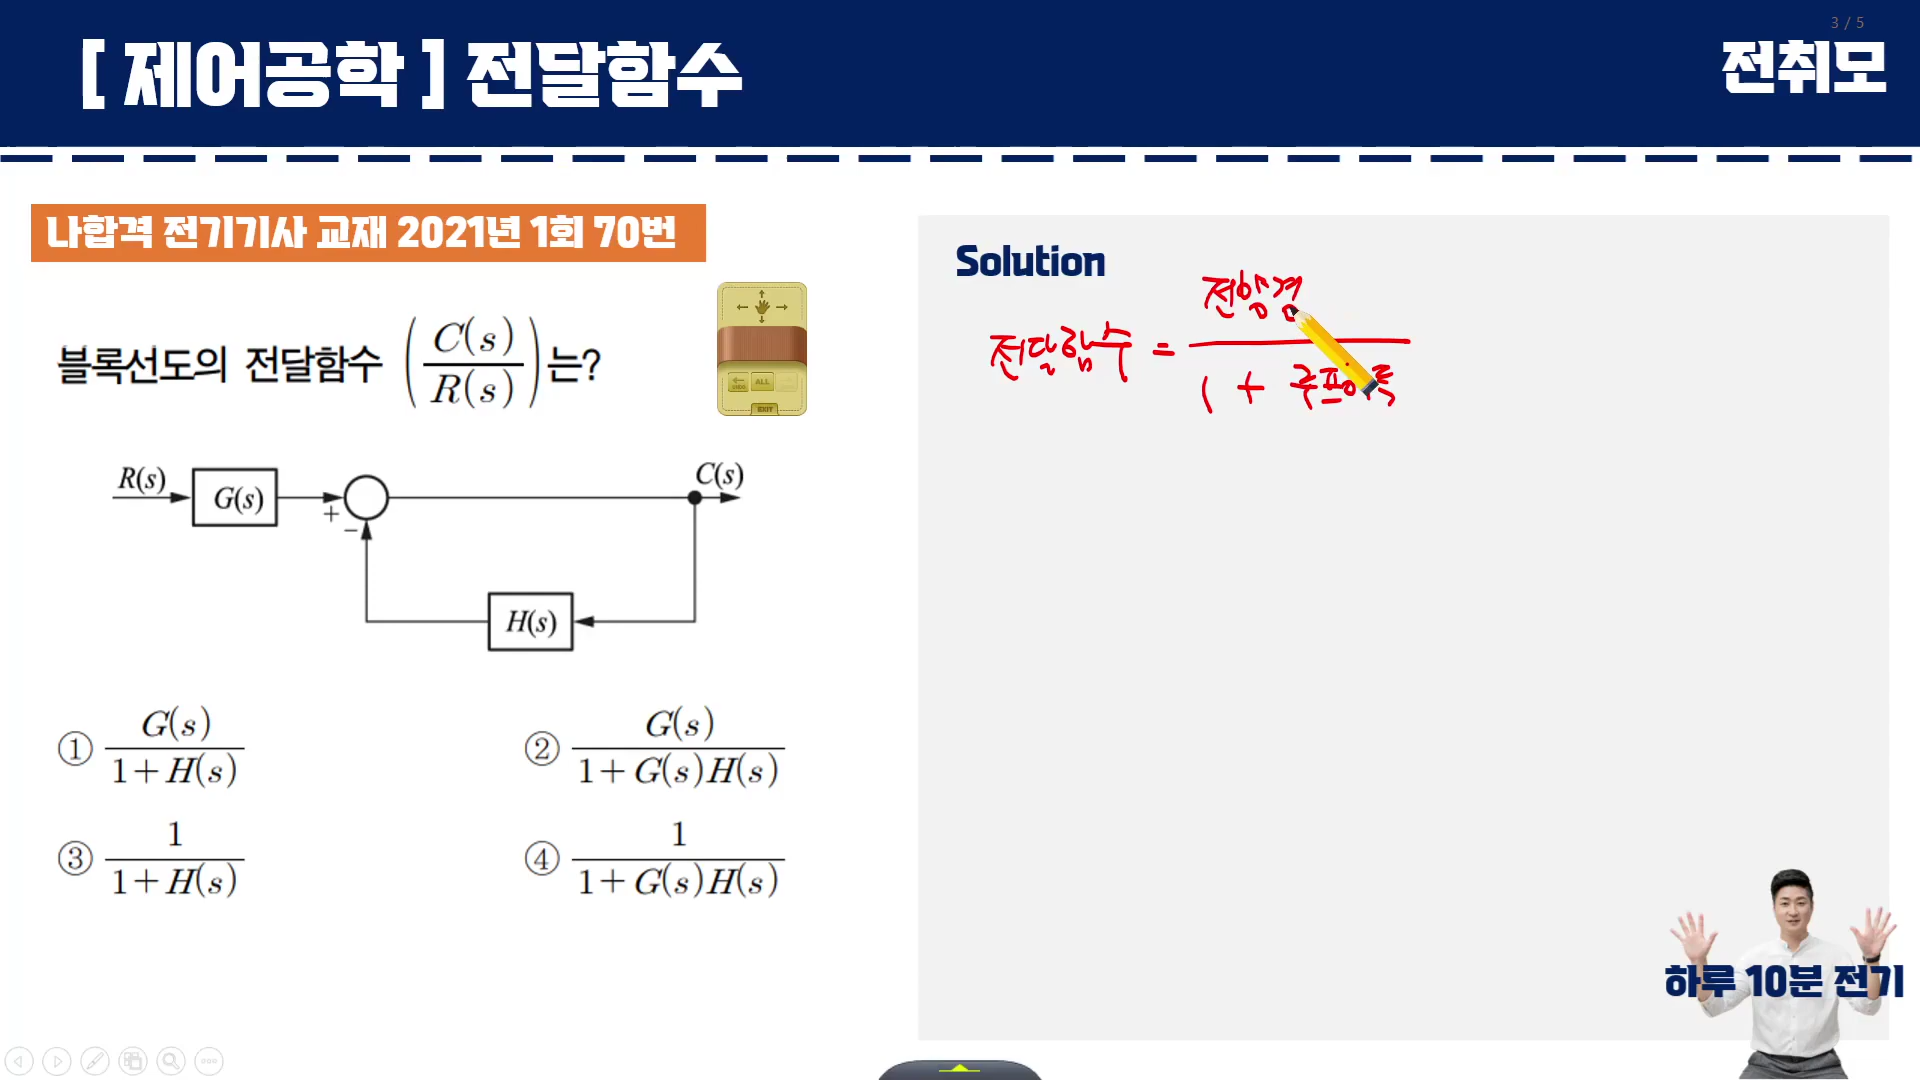 3 / 5
[ 제어공학 ] 전달함수
전취모
나합격 전기기사 교재 2021년 1회 70번
블록선도의 전달함수 (C(s)/R(s))는?
UNDO ALL
EXIT
R(s)
G(s)
+
−
C(s)
H(s)
① G(s)/(1+H(s))
② G(s)/(1+G(s)H(s))
③ 1/(1+H(s))
④ 1/(1+G(s)H(s))
Solution
전향경
전달함수 =
1 + 루프이득
하루 10분 전기